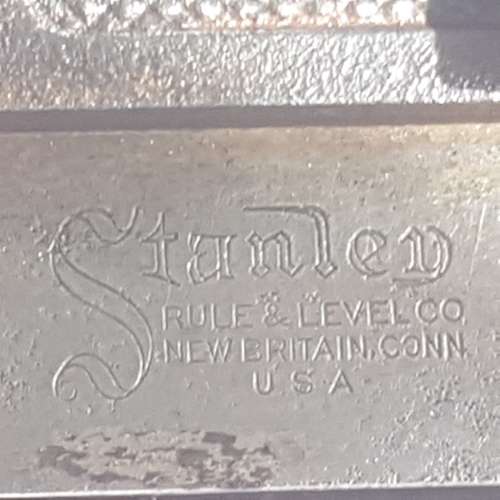 Stanley
RULE & LEVEL CO
NEW BRITAIN, CONN.
U S A